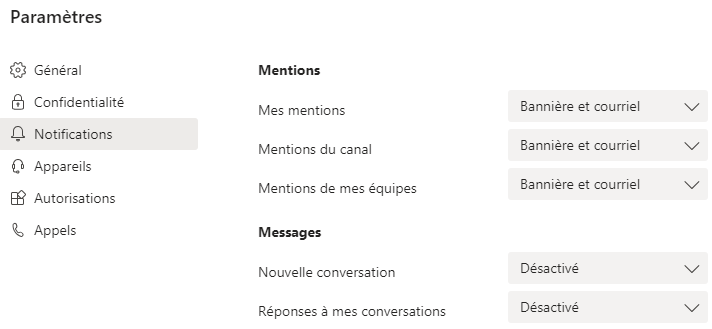 Paramètres
Général
Confidentialité
Notifications
Appareils
Autorisations
Appels
Mentions
Mes mentions Bannière et courriel
Mentions du canal Bannière et courriel
Mentions de mes équipes Bannière et courriel
Messages
Nouvelle conversation Désactivé
Réponses à mes conversations Désactivé